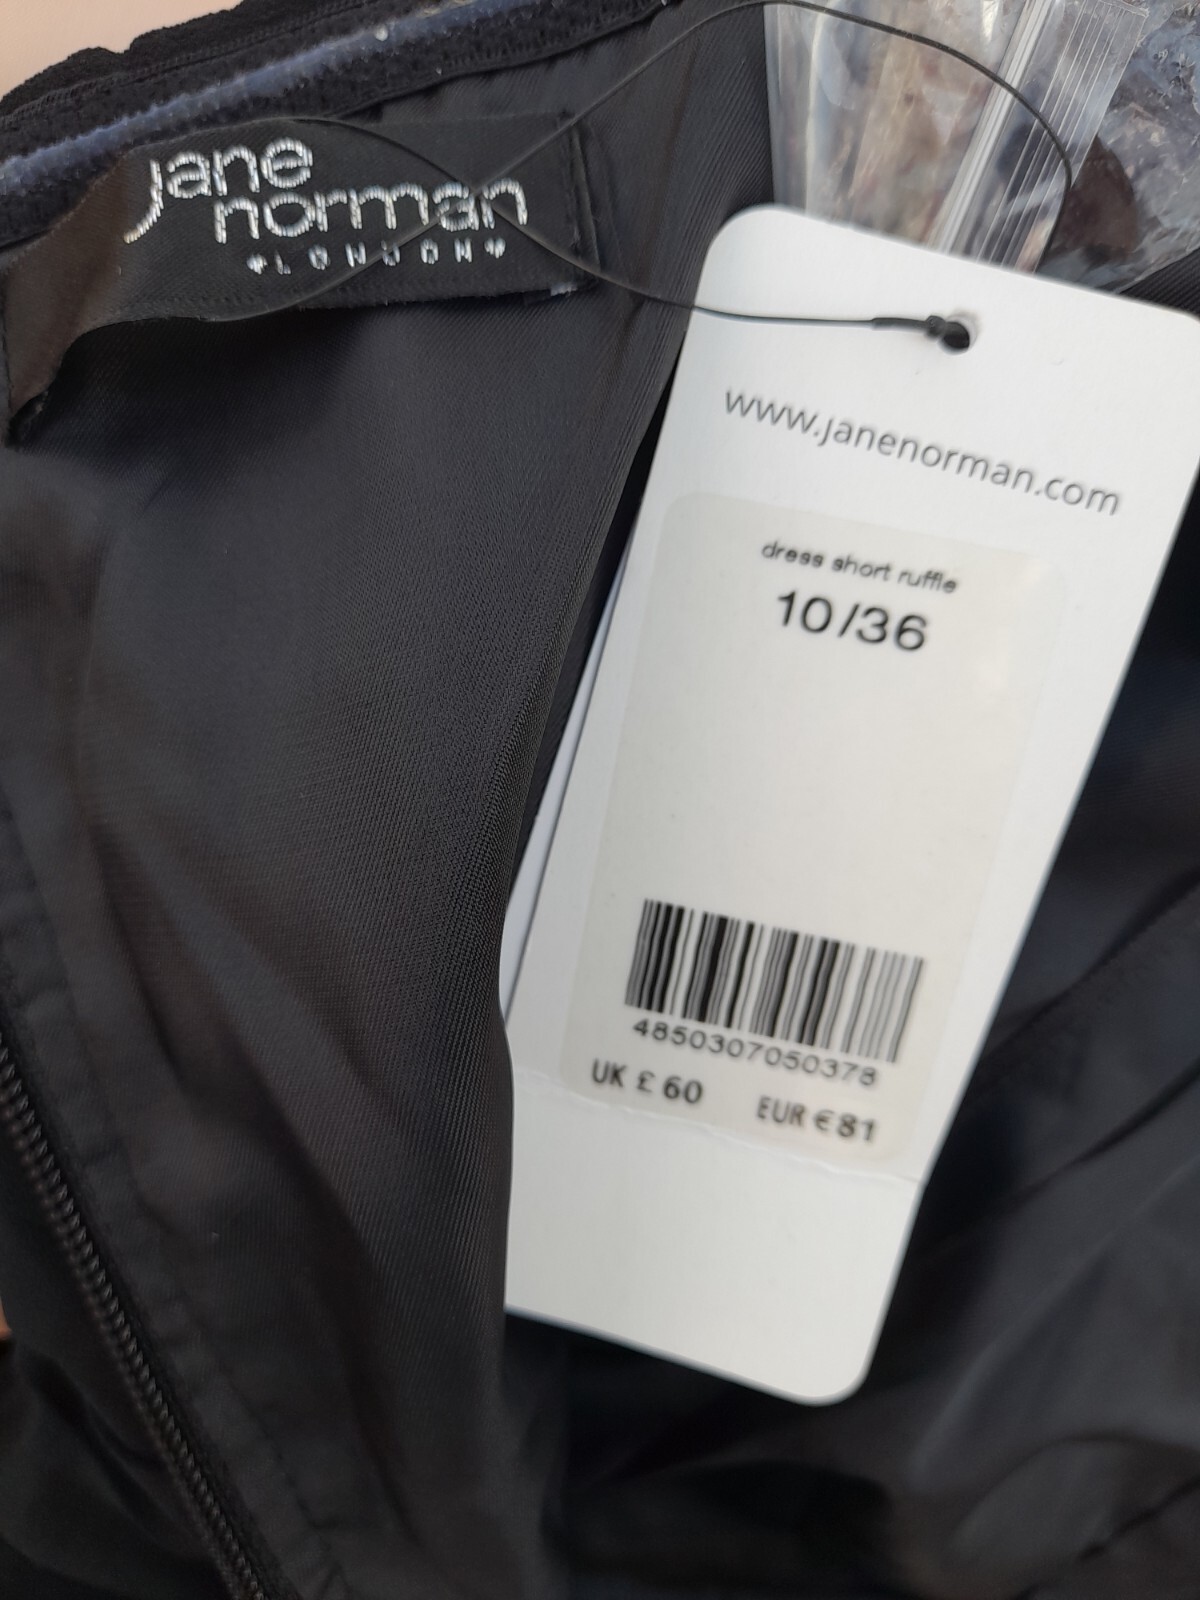 jane
norman
♥LONDON♥
www.janenorman.com
dress short ruffle
10/36
4850307050378
UK £ 60 EUR € 81